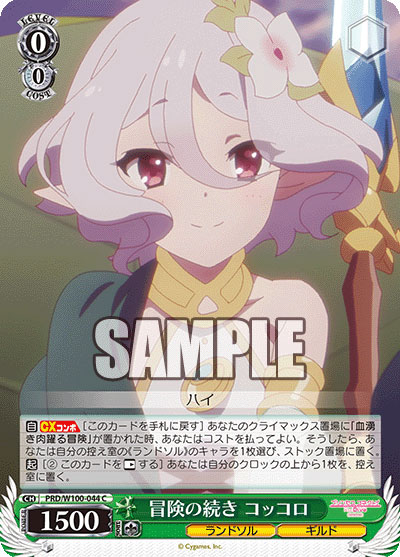 LEVEL
0
0
COST
SAMPLE
ハイ
自 CXコンボ ［このカードを手札に戻す］ あなたのクライマックス置場に「血湧
き肉躍る冒険」が置かれた時、あなたはコストを払ってよい。そうしたら、あ
なたは自分の控え室の《ランドソル》のキャラを1枚選び、ストック置場に置く。
起 ［② このカードを する］ あなたは自分のクロックの上から1枚を、控
え室に置く。
CH PRD/W100-044 C
1500
冒険の続き コッコロ
ランドソル
ギルド
© Cygames, Inc.